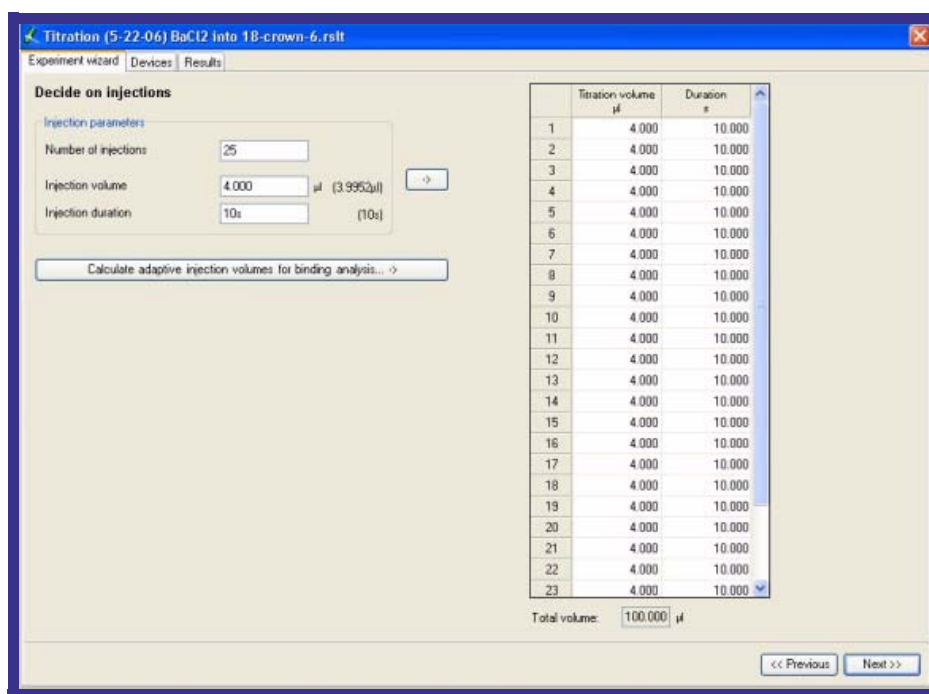 Titration (5-22-06) BaCl2 into 18-crown-6.rslt
Experiment wizard Devices Results
Decide on injections
Injection parameters
Number of injections 25
Injection volume 4.000 µl (3.9952µl) ->
Injection duration 10s (10s)
Calculate adaptive injection volumes for binding analysis... ->
Titration volume Duration
µl s
1 4.000 10.000
2 4.000 10.000
3 4.000 10.000
4 4.000 10.000
5 4.000 10.000
6 4.000 10.000
7 4.000 10.000
8 4.000 10.000
9 4.000 10.000
10 4.000 10.000
11 4.000 10.000
12 4.000 10.000
13 4.000 10.000
14 4.000 10.000
15 4.000 10.000
16 4.000 10.000
17 4.000 10.000
18 4.000 10.000
19 4.000 10.000
20 4.000 10.000
21 4.000 10.000
22 4.000 10.000
23 4.000 10.000
Total volume: 100.000 µl
<< Previous Next >>